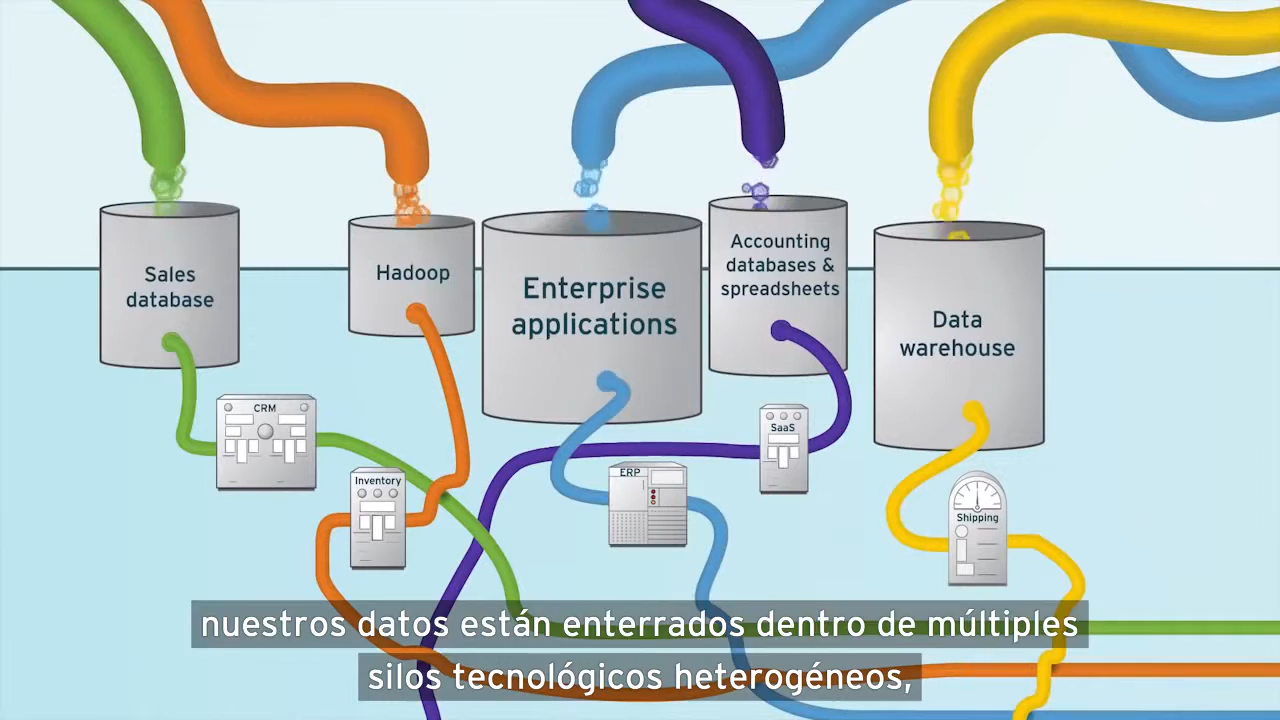 Sales
database
Hadoop
Enterprise
applications
Accounting
databases &
spreadsheets
Data
warehouse
CRM
Inventory
ERP
SaaS
Shipping
nuestros datos están enterrados dentro de múltiples
silos tecnológicos heterogéneos,